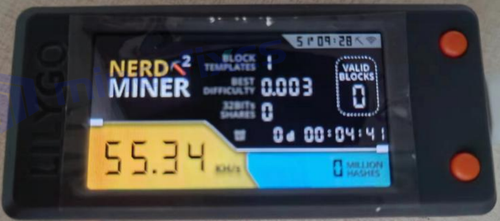 LILYGO
09:28
NERD 2
MINER
BLOCK
TEMPLATES 1
BEST
DIFFICULTY 0.003
32BITS
SHARES 0
VALID
BLOCKS
0
0d 00:04:41
55.34 KH/s
0 MILLION
HASHES